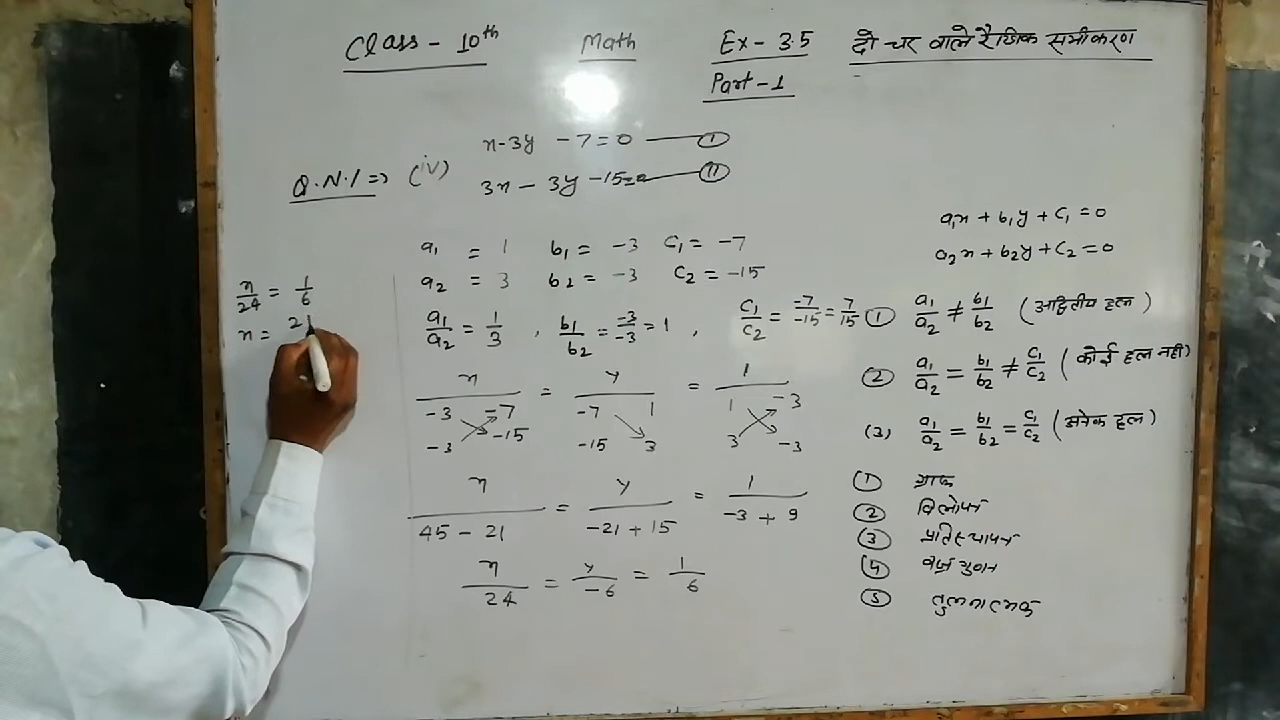 Class - 10th Math Ex - 3.5 दो चर वाले रैखिक समीकरण
Part - 1
Q.N.1 => (iv) x - 3y - 7 = 0 — (I)
3x - 3y - 15 = 0 — (II)
a₁ = 1 b₁ = -3 c₁ = -7
a₂ = 3 b₂ = -3 c₂ = -15
a₁/a₂ = 1/3 , b₁/b₂ = -3/-3 = 1 , c₁/c₂ = -7/-15 = 7/15
x/ = y/ = 1/
-3 -7 -7 1 1 -3
-3 -15 -15 3 3 -3
x/(45 - 21) = y/(-21 + 15) = 1/(-3 + 9)
x/24 = y/-6 = 1/6
x/24 = 1/6
x = 2
a₁x + b₁y + c₁ = 0
a₂x + b₂y + c₂ = 0
(1) a₁/a₂ ≠ b₁/b₂ (अद्वितीय हल)
(2) a₁/a₂ = b₁/b₂ ≠ c₁/c₂ (कोई हल नहीं)
(3) a₁/a₂ = b₁/b₂ = c₁/c₂ (अनेक हल)
(1) ग्राफ
(2) विलोपन
(3) प्रतिस्थापन
(4) वज्र गुणन
(5) तुलनात्मक